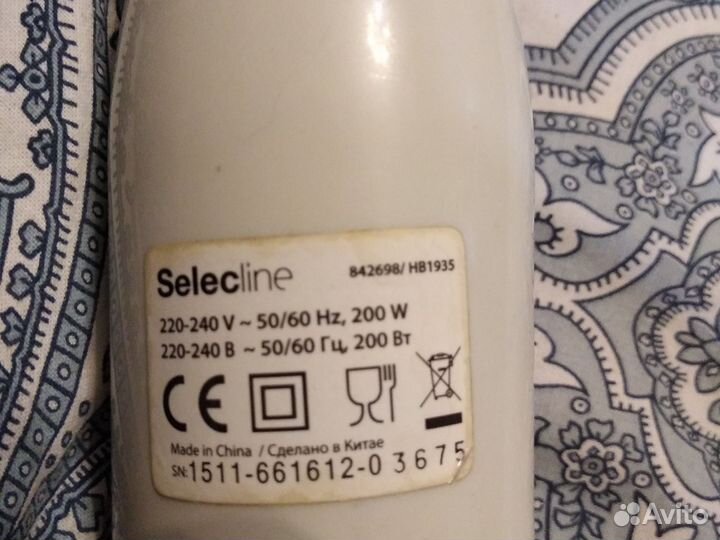 Selecline 842698/ HB1935
220-240 V ~ 50/60 Hz, 200 W
220-240 В ~ 50/60 Гц, 200 Вт
CE
Made in China / Сделано в Китае
SN:1511-661612-0 3675
Avito